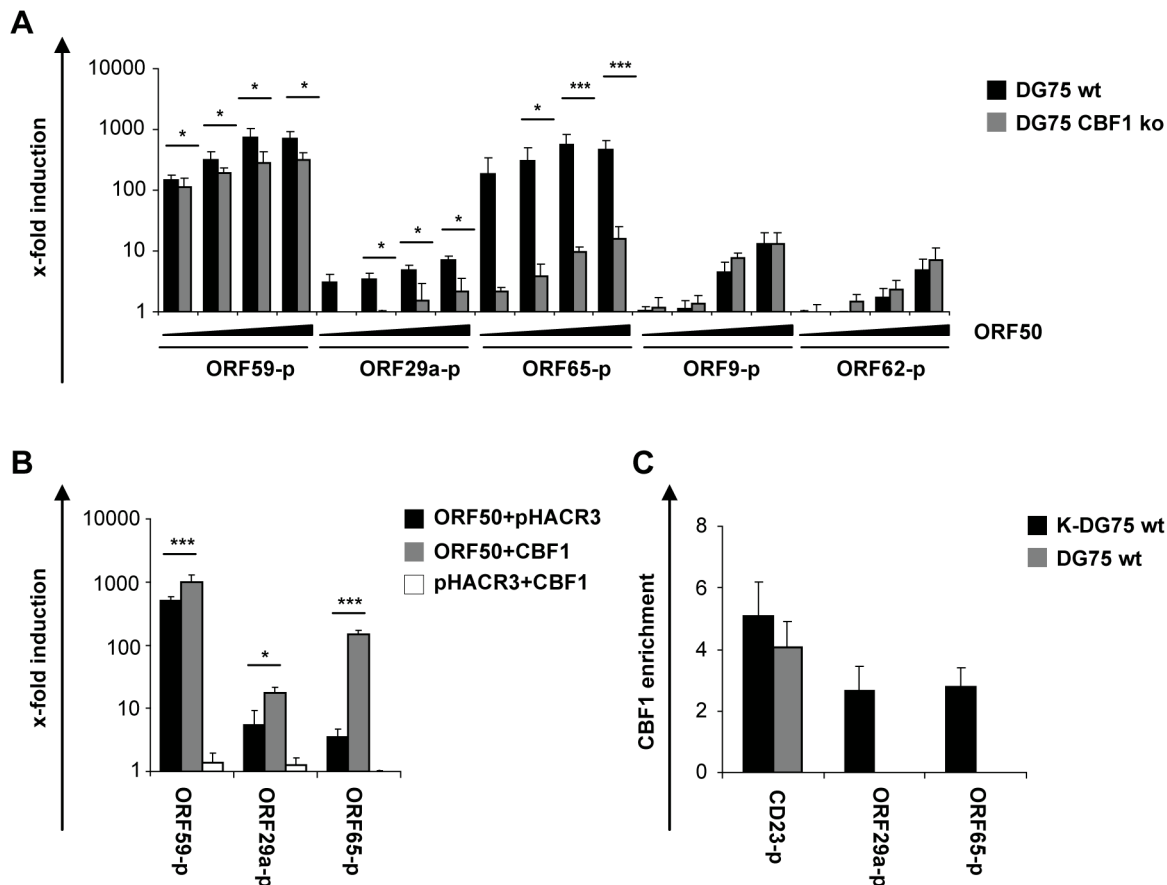 A
10000
1000
100
10
1
x-fold induction
* * * * * * * * *** ***
DG75 wt
DG75 CBF1 ko
ORF50
ORF59-p ORF29a-p ORF65-p ORF9-p ORF62-p
B
10000
1000
100
10
1
x-fold induction
*** * ***
ORF50+pHACR3
ORF50+CBF1
pHACR3+CBF1
ORF59-p
ORF29a-p
ORF65-p
C
8
6
4
2
0
CBF1 enrichment
K-DG75 wt
DG75 wt
CD23-p
ORF29a-p
ORF65-p